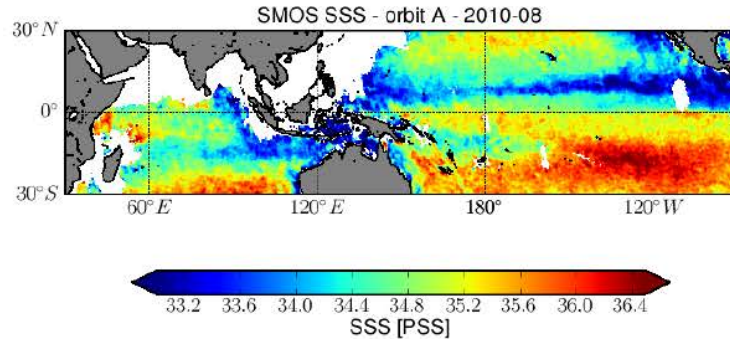 SMOS SSS - orbit A - 2010-08
30°N
0°
30°S
60°E 120°E 180° 120°W
33.2 33.6 34.0 34.4 34.8 35.2 35.6 36.0 36.4
SSS [PSS]